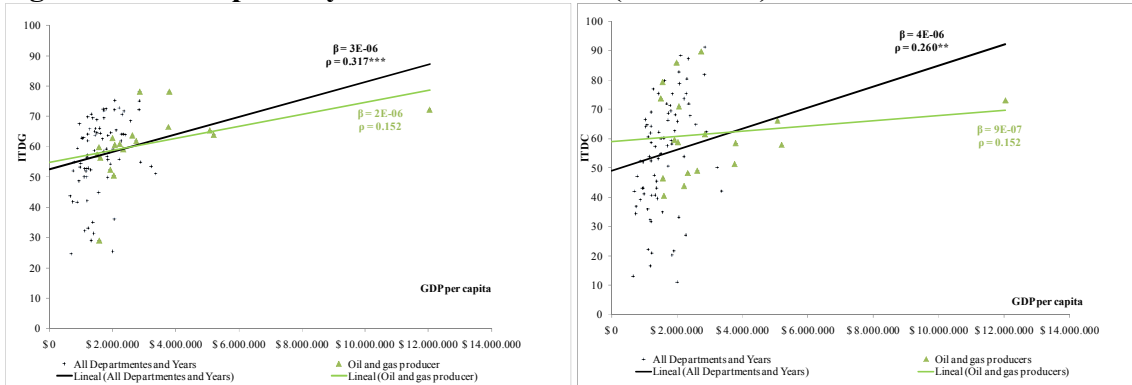 100
90
80
70
60
50
40
30
20
10
0
ITDG
β = 3E-06
ρ = 0.317***
β = 2E-06
ρ = 0.152
GDP per capita
$ 0 $ 2.000.000 $ 4.000.000 $ 6.000.000 $ 8.000.000 $ 10.000.000 $ 12.000.000 $ 14.000.000
All Departmentes and Years
Oil and gas producer
Lineal (All Departmentes and Years)
Lineal (Oil and gas producer)
100
90
80
70
60
50
40
30
20
10
0
ITDC
β = 4E-06
ρ = 0.260**
β = 9E-07
ρ = 0.152
GDP per capita
$ 0 $ 2.000.000 $ 4.000.000 $ 6.000.000 $ 8.000.000 $ 10.000.000 $ 12.000.000 $ 14.000.000
All Departmentes and Years
Oil and gas producers
Lineal (All Departmentes and Years)
Lineal (Oil and gas producers)